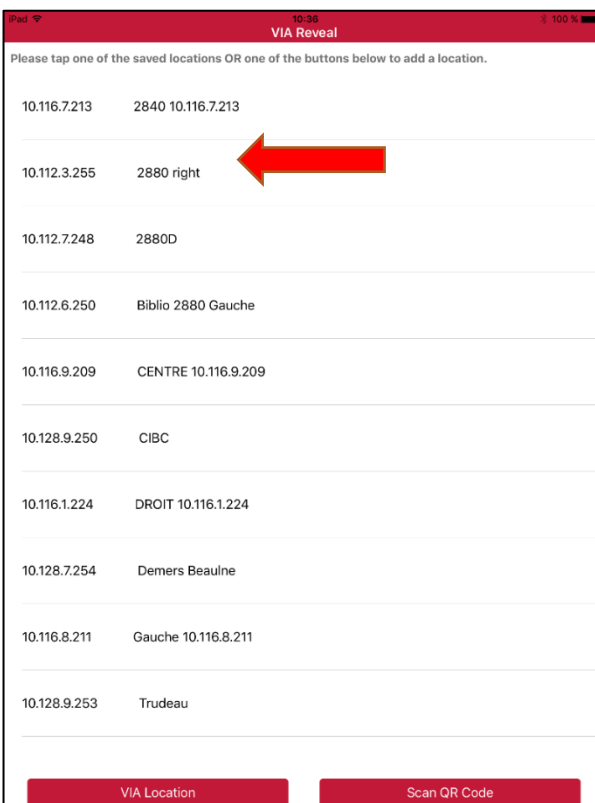 iPad 10:36 100 %
VIA Reveal
Please tap one of the saved locations OR one of the buttons below to add a location.
10.116.7.213 2840 10.116.7.213
10.112.3.255 2880 right
10.112.7.248 2880D
10.112.6.250 Biblio 2880 Gauche
10.116.9.209 CENTRE 10.116.9.209
10.128.9.250 CIBC
10.116.1.224 DROIT 10.116.1.224
10.128.7.254 Demers Beaulne
10.116.8.211 Gauche 10.116.8.211
10.128.9.253 Trudeau
VIA Location Scan QR Code